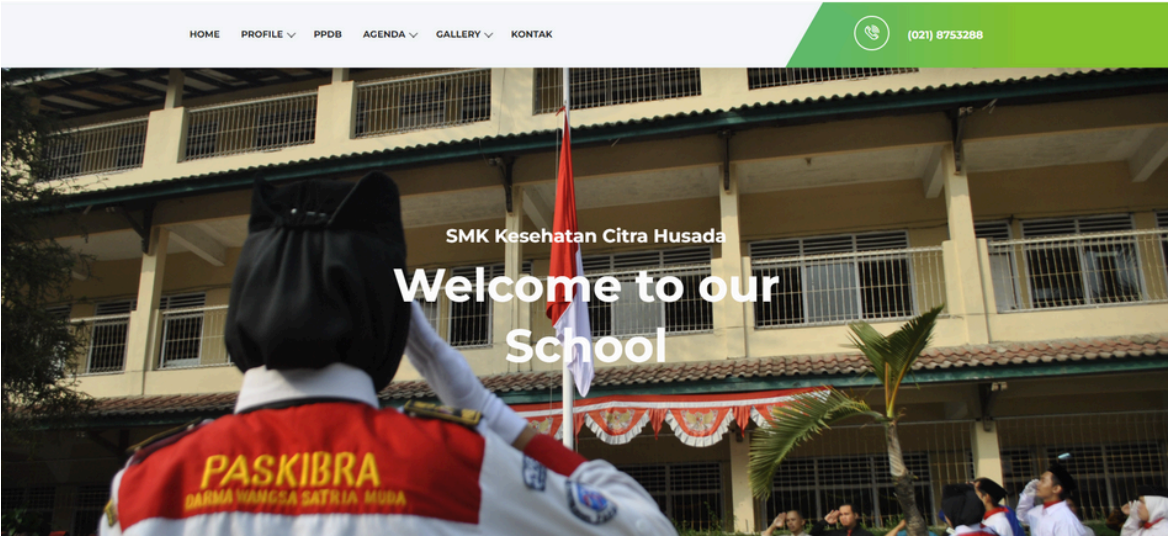 HOME PROFILE PPDB AGENDA GALLERY KONTAK (021) 8753288
SMK Kesehatan Citra Husada
Welcome to our
School
PASKIBRA
DARMA WANGSA SATRIA MUDA